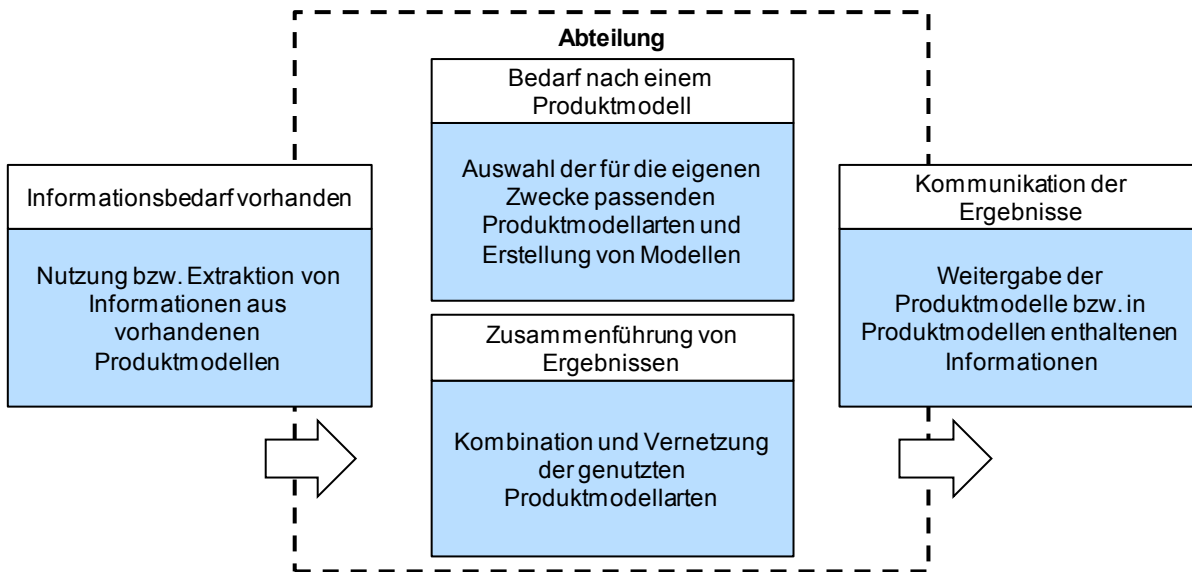 Abteilung
Informationsbedarf vorhanden
Nutzung bzw. Extraktion von
Informationen aus
vorhandenen
Produktmodellen
Bedarf nach einem
Produktmodell
Auswahl der für die eigenen
Zwecke passenden
Produktmodellarten und
Erstellung von Modellen
Zusammenführung von
Ergebnissen
Kombination und Vernetzung
der genutzten
Produktmodellarten
Kommunikation der
Ergebnisse
Weitergabe der
Produktmodelle bzw. in
Produktmodellen enthaltenen
Informationen